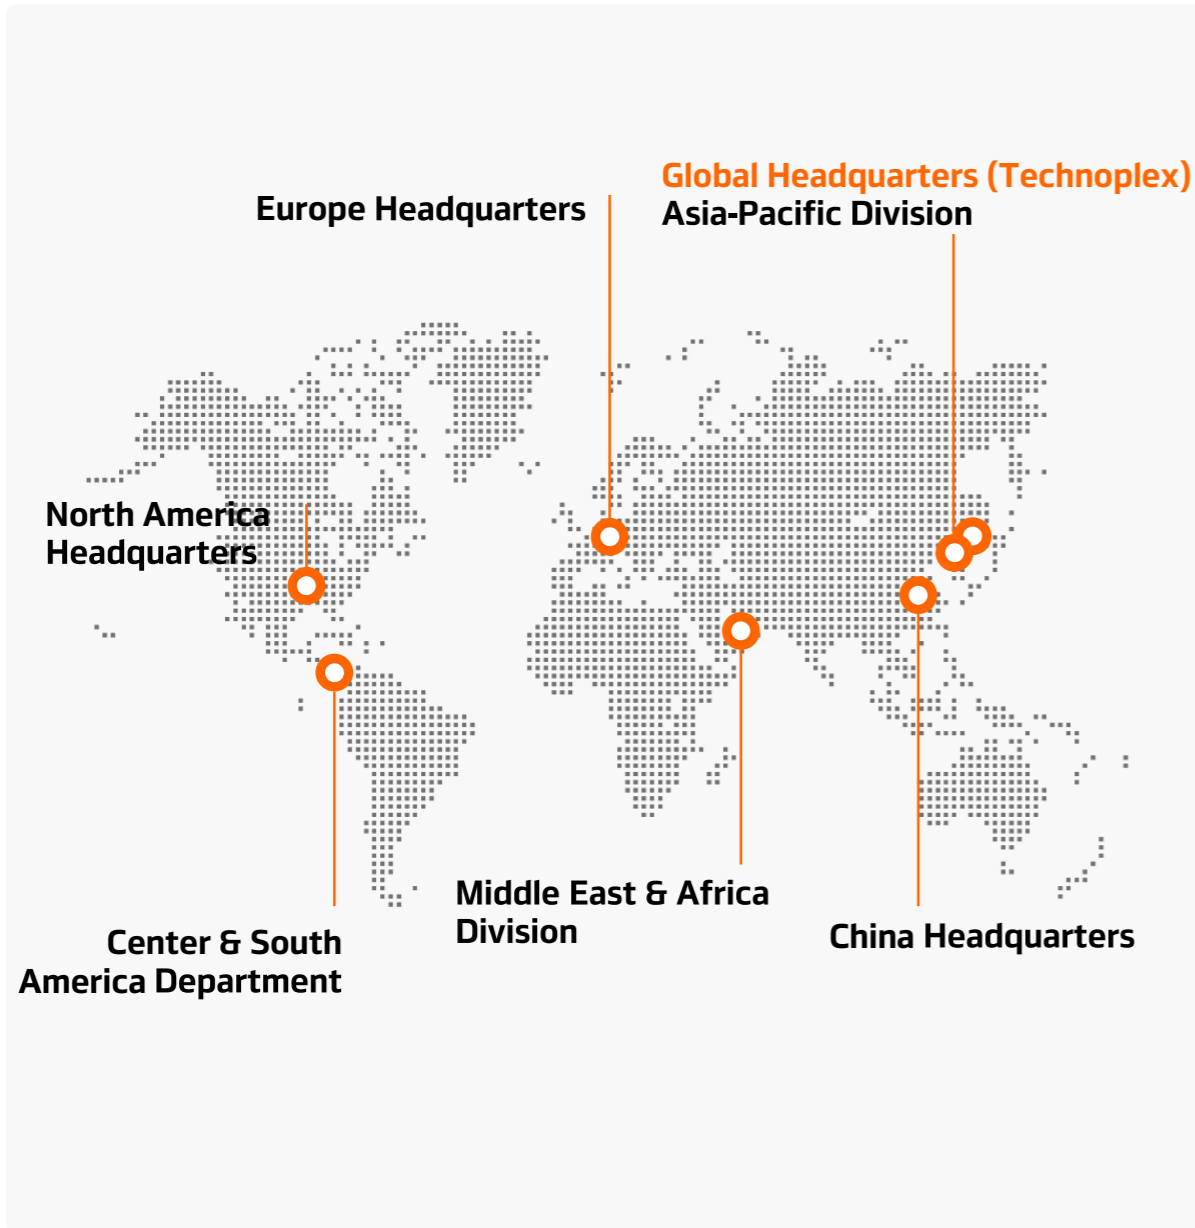 Global Headquarters (Technoplex)
Asia-Pacific Division
Europe Headquarters
North America
Headquarters
Middle East & Africa
Division
China Headquarters
Center & South
America Department